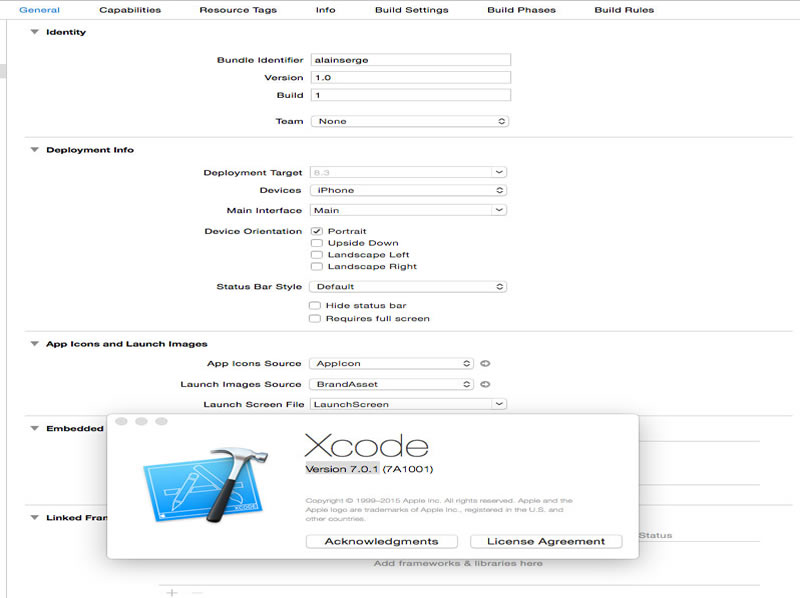 General Capabilities Resource Tags Info Build Settings Build Phases Build Rules
Identity
Bundle Identifier alainserge
Version 1.0
Build 1
Team None
Deployment Info
Deployment Target 8.3
Devices iPhone
Main Interface Main
Device Orientation Portrait
Upside Down
Landscape Left
Landscape Right
Status Bar Style Default
Hide status bar
Requires full screen
App Icons and Launch Images
App Icons Source AppIcon
Launch Images Source BrandAsset
Launch Screen File LaunchScreen
Embedded
Xcode
Version 7.0.1 (7A1001)
XCODE
Copyright © 1999–2015 Apple Inc. All rights reserved. Apple and the
Apple logo are trademarks of Apple Inc., registered in the U.S. and
other countries.
Linked Fran
Status
Acknowledgments License Agreement
Add frameworks & libraries here